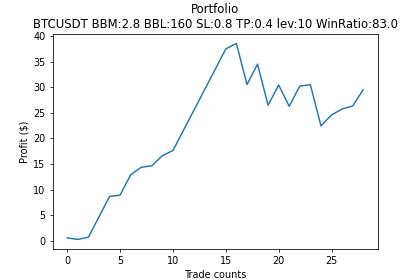 Portfolio
BTCUSDT BBM:2.8 BBL:160 SL:0.8 TP:0.4 lev:10 WinRatio:83.0
40
35
30
25
20
15
10
5
0
Profit ($)
0 5 10 15 20 25
Trade counts